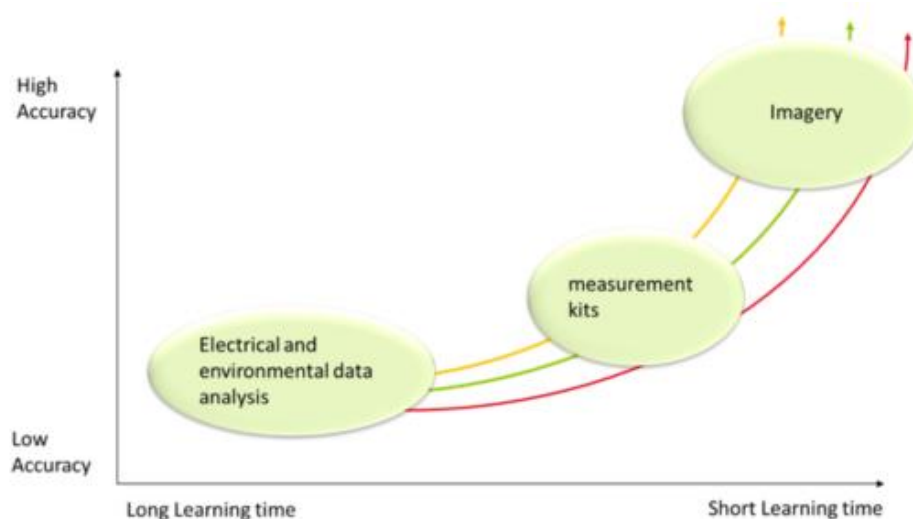 High
Accuracy
Imagery
measurement
kits
Electrical and
environmental data
analysis
Low
Accuracy
Long Learning time
Short Learning time